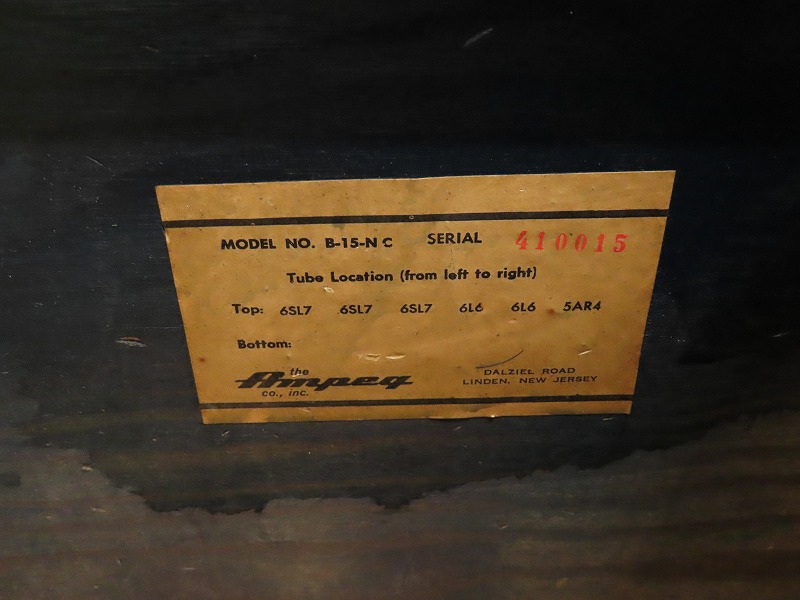 MODEL NO. B-15-N C SERIAL 410015
Tube Location (from left to right)
Top: 6SL7 6SL7 6SL7 6L6 6L6 5AR4
Bottom:
the
Ampeg
co., inc.
DALZIEL ROAD
LINDEN, NEW JERSEY